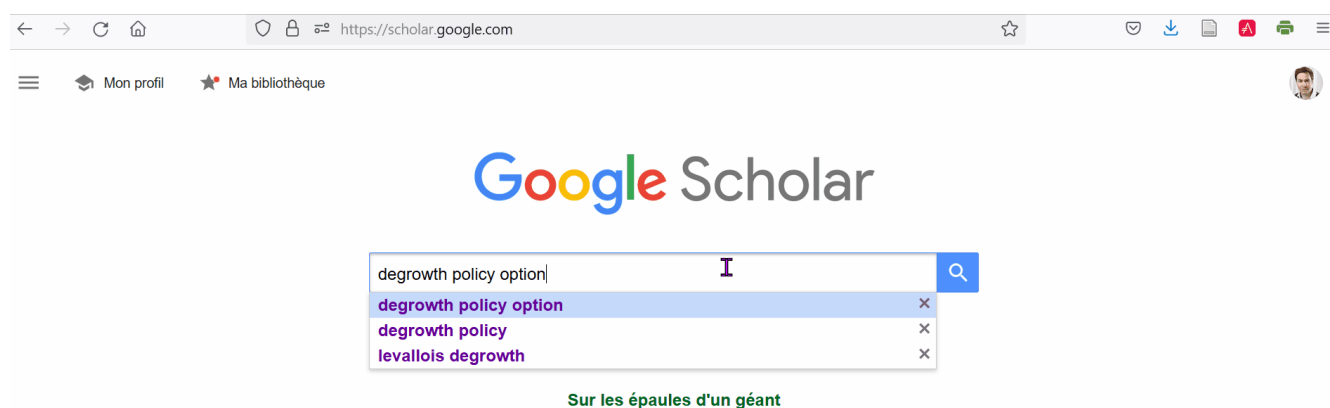 https://scholar.google.com
Mon profil
Ma bibliothèque
Google Scholar
degrowth policy option
degrowth policy option
degrowth policy
levallois degrowth
Sur les épaules d'un géant